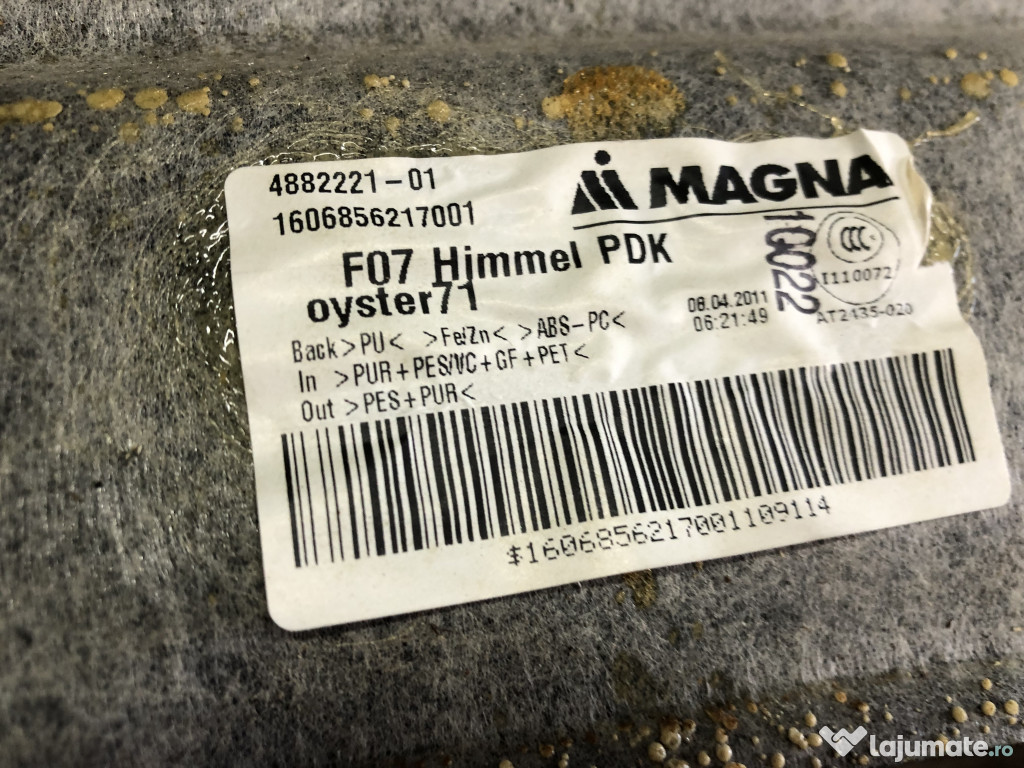 4882221-01
1606856217001
MAGNA
F07 Himmel PDK
oyster71
10022
CCC
I110072
AT2135-020
08.04.2011
06:21:49
Back >PU< >Fe/Zn< >ABS-PC<
In >PUR+PES/VC+GF+PET<
Out >PES+PUR<
$1606856217001109114
lajumate.ro